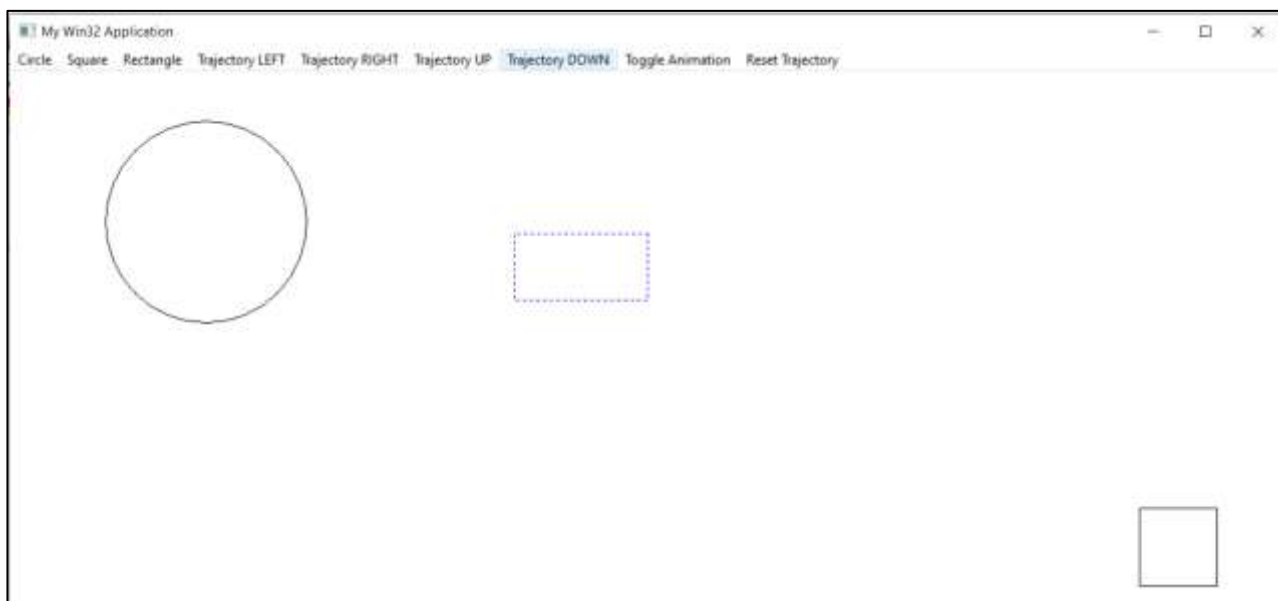 My Win32 Application
Circle Square Rectangle Trajectory LEFT Trajectory RIGHT Trajectory UP Trajectory DOWN Toggle Animation Reset Trajectory